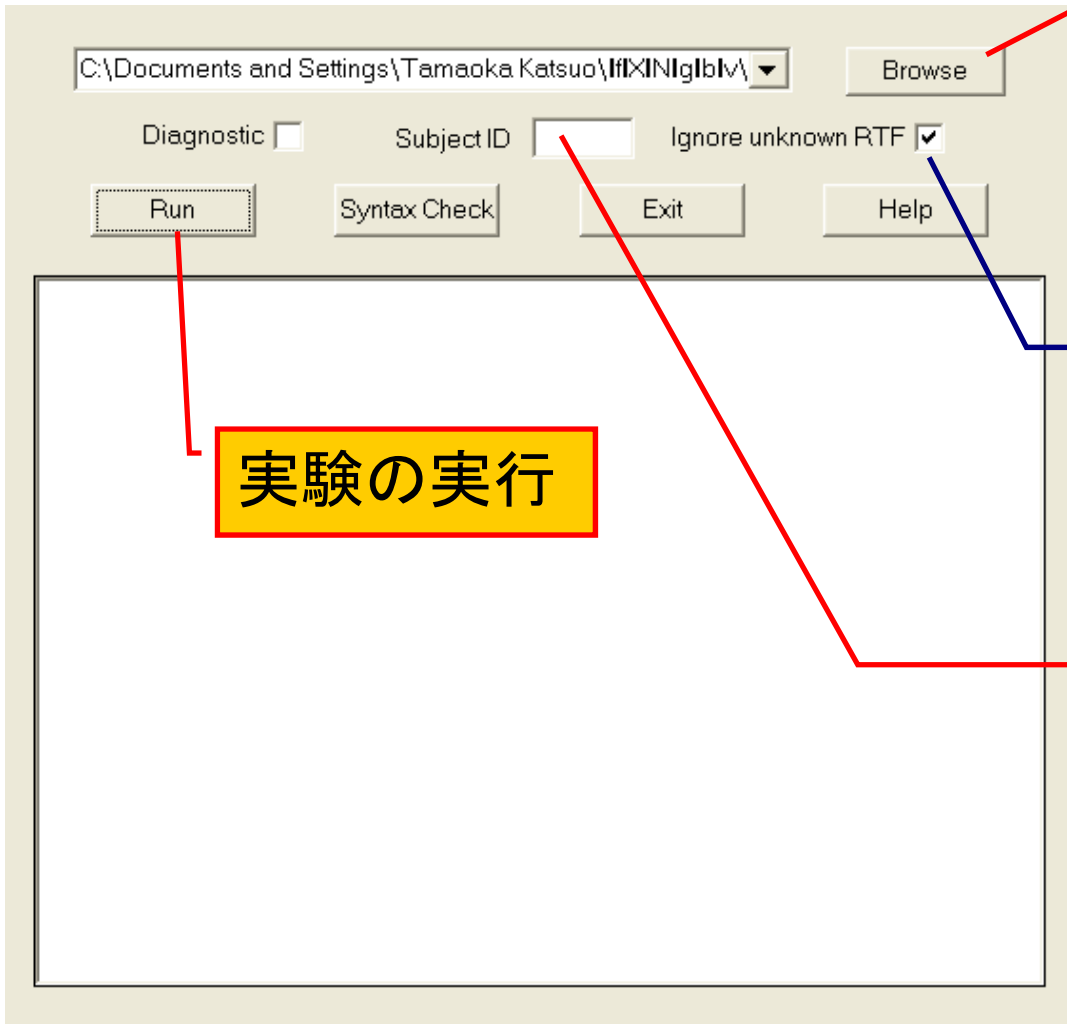 C:\Documents and Settings\Tamaoka Katsuo\IfIXINIgIbIv\
Browse
Diagnostic
Subject ID
Ignore unknown RTF
Run
Syntax Check
Exit
Help
実験の実行